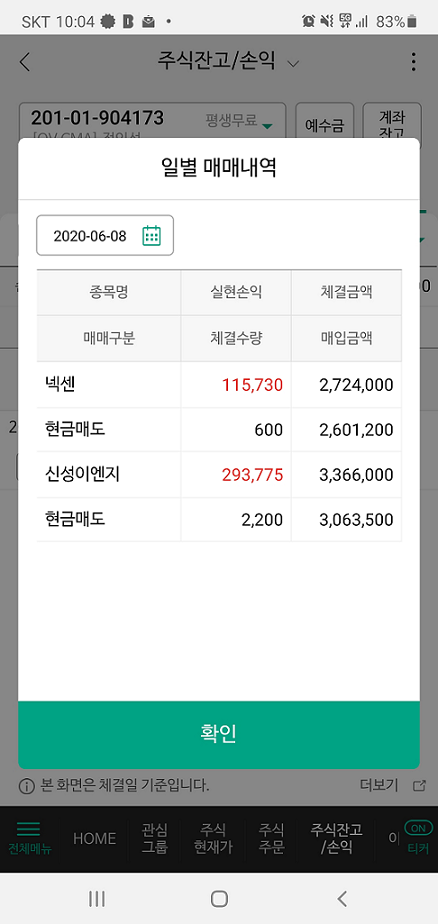 SKT 10:04
5G
83%
주식잔고/손익
201-01-904173
평생무료
예수금
계좌
잔고
[QV CMA]
일별 매매내역
2020-06-08
종목명 실현손익 체결금액
매매구분 체결수량 매입금액
넥센 115,730 2,724,000
현금매도 600 2,601,200
신성이엔지 293,775 3,366,000
현금매도 2,200 3,063,500
확인
본 화면은 체결일 기준입니다. 더보기
전체메뉴
HOME
관심
그룹
주식
현재가
주식
주문
주식잔고
/손익
ON
티커